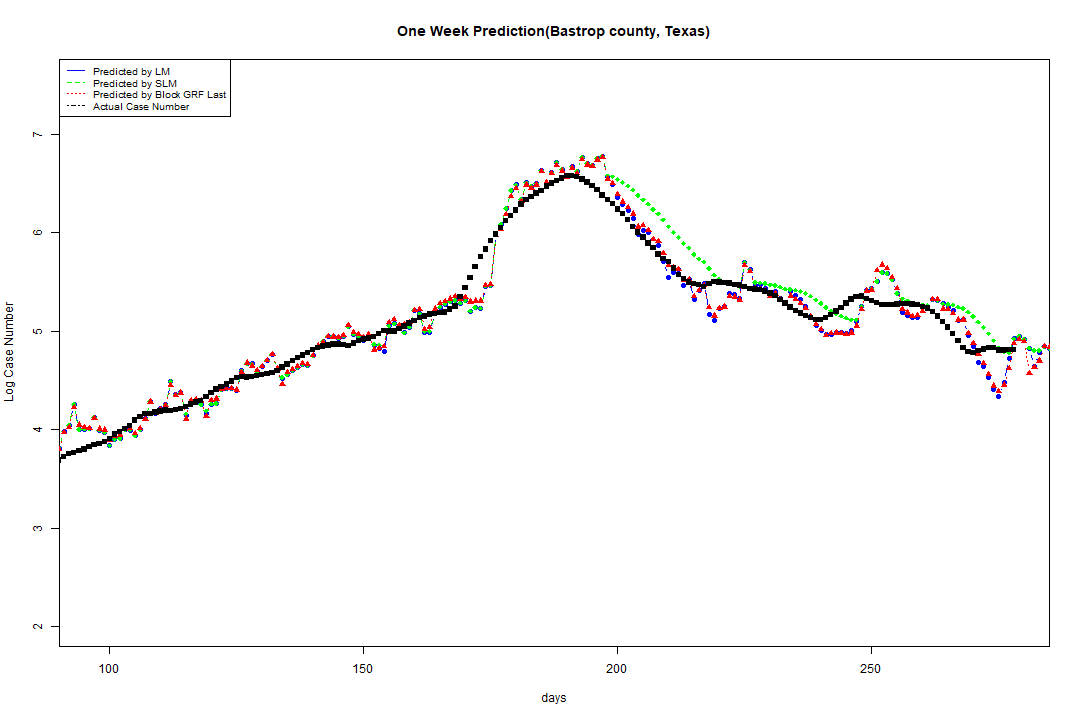 One Week Prediction(Bastrop county, Texas)
Predicted by LM
Predicted by SLM
Predicted by Block GRF Last
Actual Case Number
7
6
5
4
3
2
Log Case Number
100
150
200
250
days